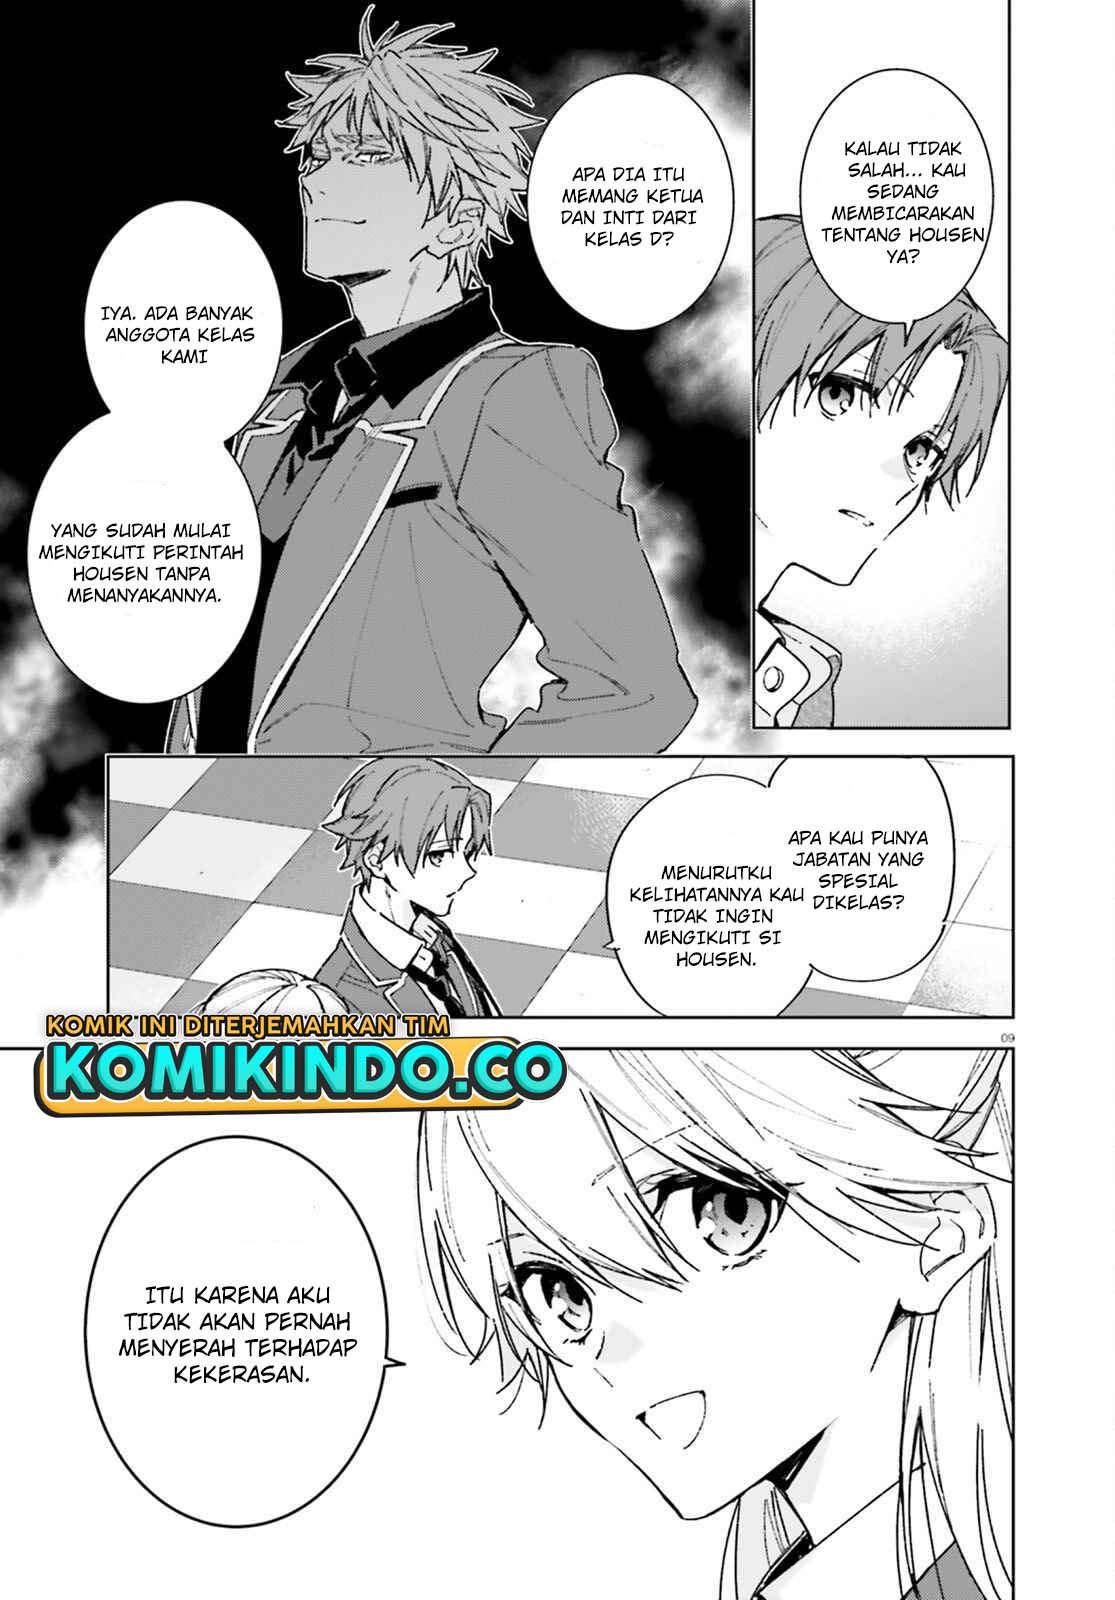 KALAU TIDAK
SALAH... KAU
SEDANG
MEMBICARAKAN
TENTANG HOUSEN
YA?
APA DIA ITU
MEMANG KETUA
DAN INTI DARI
KELAS D?
IYA. ADA BANYAK
ANGGOTA KELAS
KAMI
YANG SUDAH MULAI
MENGIKUTI PERINTAH
HOUSEN TANPA
MENANYAKANNYA.
APA KAU PUNYA
JABATAN YANG
SPESIAL
DIKELAS?
MENURUTKU
KELIHATANNYA KAU
TIDAK INGIN
MENGIKUTI SI
HOUSEN.
09
KOMIK INI DITERJEMAHKAN TIM
KOMIKINDO.CO
ITU KARENA AKU
TIDAK AKAN PERNAH
MENYERAH TERHADAP
KEKERASAN.